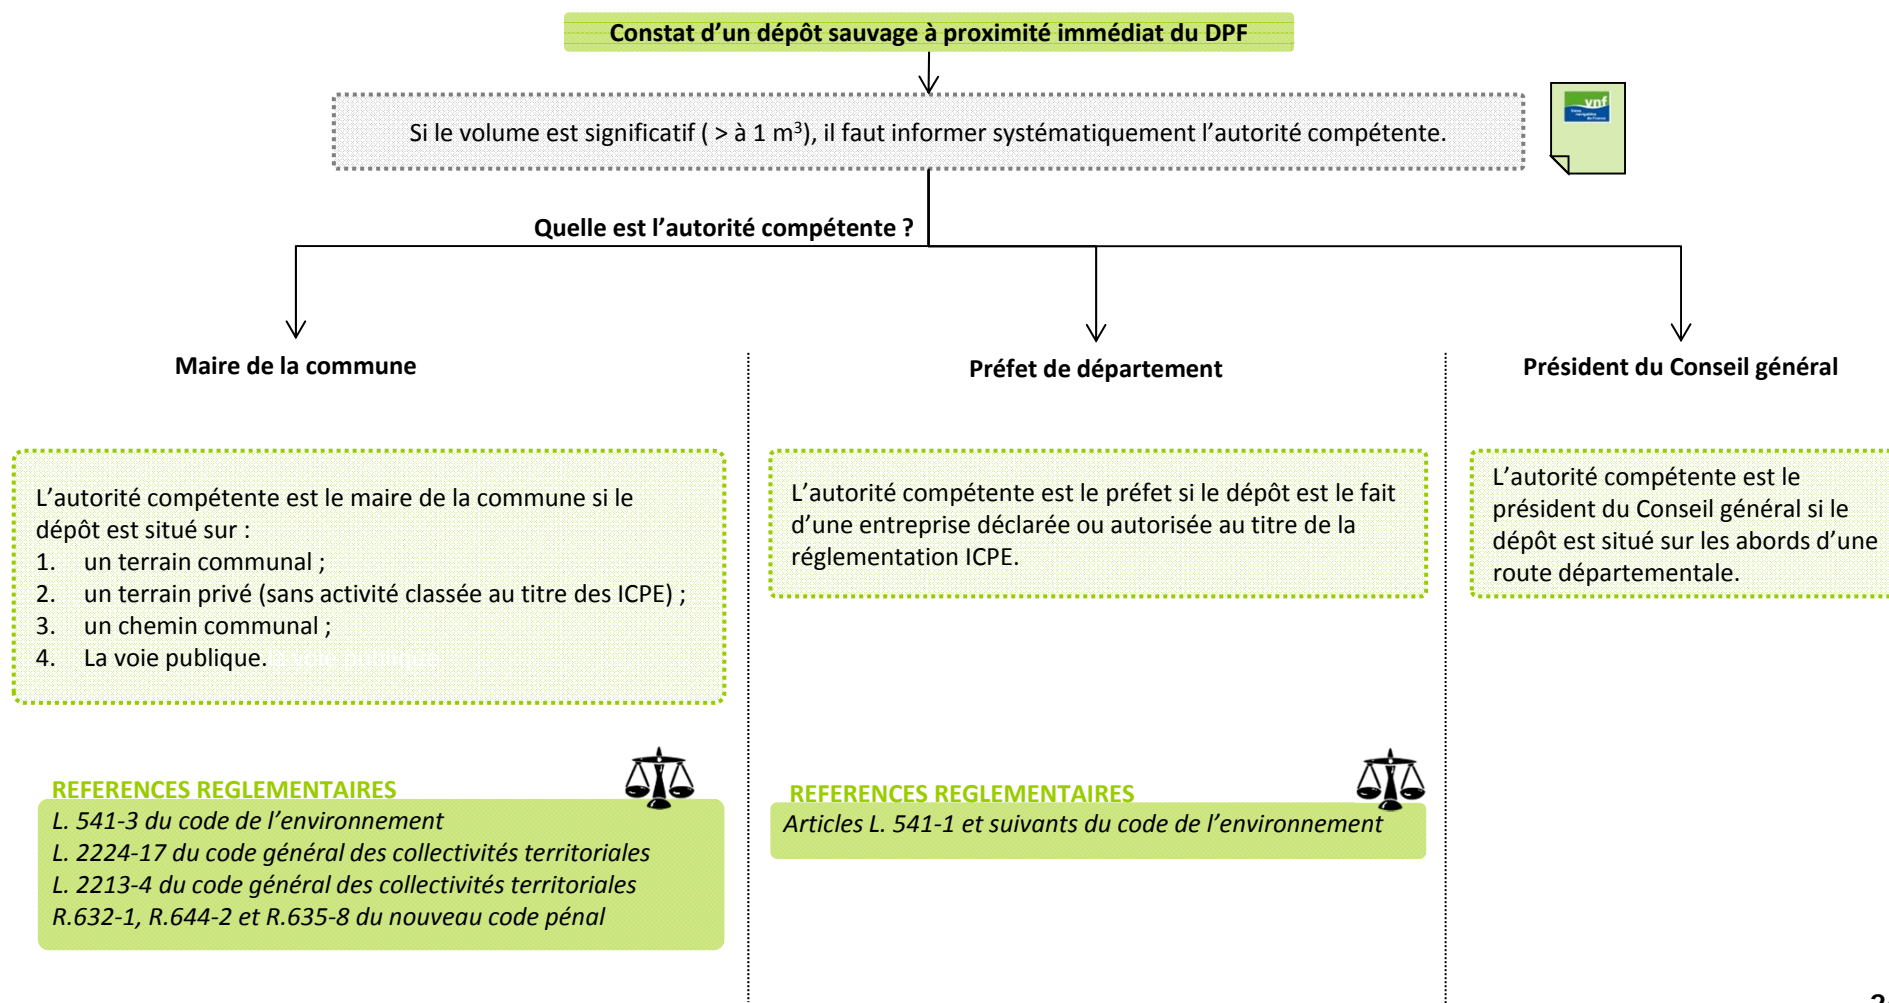 Constat d’un dépôt sauvage à proximité immédiat du DPF
Si le volume est significatif ( > à 1 m³), il faut informer systématiquement l’autorité compétente.
vnf
Quelle est l’autorité compétente ?
Maire de la commune
L’autorité compétente est le maire de la commune si le
dépôt est situé sur :
1. un terrain communal ;
2. un terrain privé (sans activité classée au titre des ICPE) ;
3. un chemin communal ;
4. La voie publique.
REFERENCES REGLEMENTAIRES
L. 541-3 du code de l’environnement
L. 2224-17 du code général des collectivités territoriales
L. 2213-4 du code général des collectivités territoriales
R.632-1, R.644-2 et R.635-8 du nouveau code pénal
Préfet de département
L’autorité compétente est le préfet si le dépôt est le fait
d’une entreprise déclarée ou autorisée au titre de la
réglementation ICPE.
REFERENCES REGLEMENTAIRES
Articles L. 541-1 et suivants du code de l’environnement
Président du Conseil général
L’autorité compétente est le
président du Conseil général si le
dépôt est situé sur les abords d’une
route départementale.